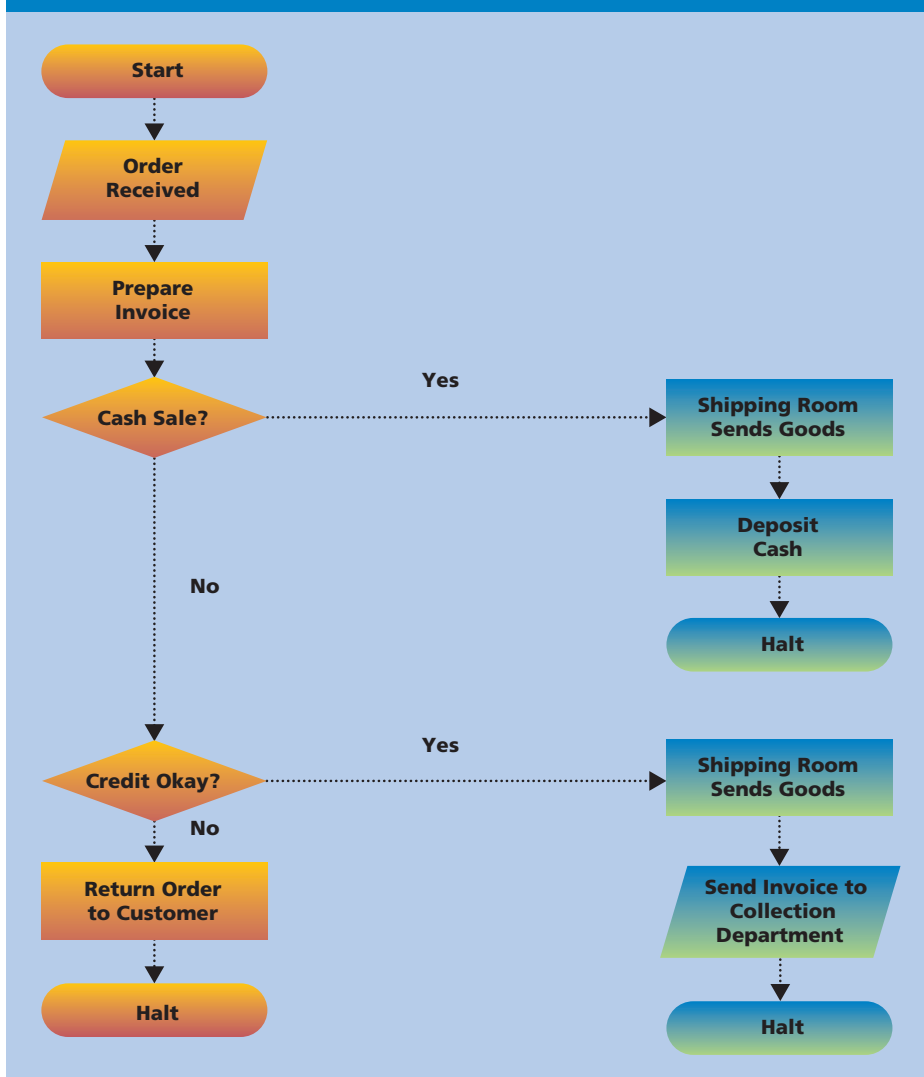 Start
Order
Received
Prepare
Invoice
Cash Sale?
Yes
Shipping Room
Sends Goods
Deposit
Cash
Halt
No
Credit Okay?
Yes
Shipping Room
Sends Goods
Send Invoice to
Collection
Department
Halt
No
Return Order
to Customer
Halt